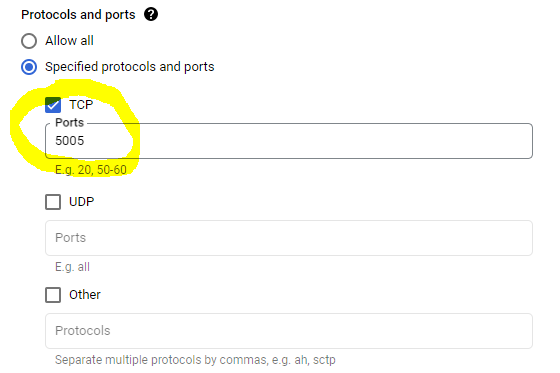 Protocols and ports ?
Allow all
Specified protocols and ports
TCP
Ports
5005
E.g. 20, 50-60
UDP
Ports
E.g. all
Other
Protocols
Separate multiple protocols by commas, e.g. ah, sctp